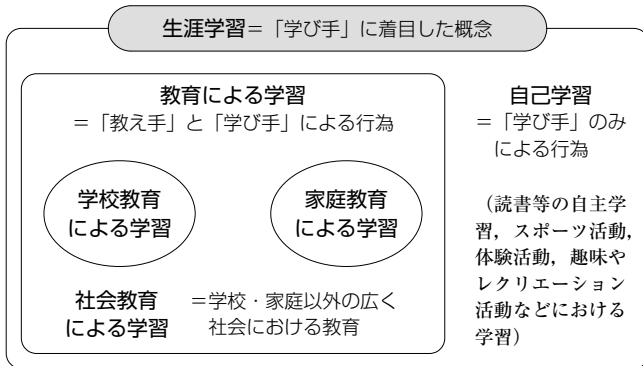 生涯学習＝「学び手」に着目した概念
教育による学習
＝「教え手」と「学び手」による行為
学校教育
による学習
家庭教育
による学習
社会教育
による学習
＝学校・家庭以外の広く
社会における教育
自己学習
＝「学び手」のみ
による行為
（読書等の自主学
習，スポーツ活動，
体験活動，趣味や
レクリエーション
活動などにおける
学習）